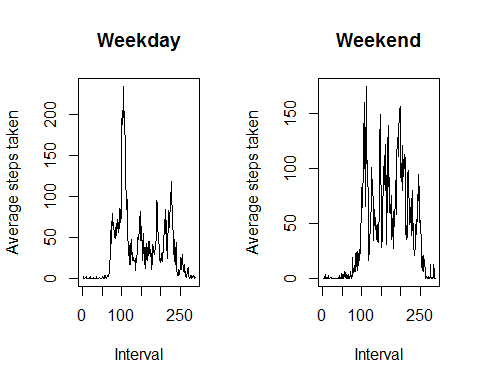 Weekday
Average steps taken
0 50 100 150 200
0 100 250
Interval
Weekend
Average steps taken
0 50 100 150
0 100 250
Interval